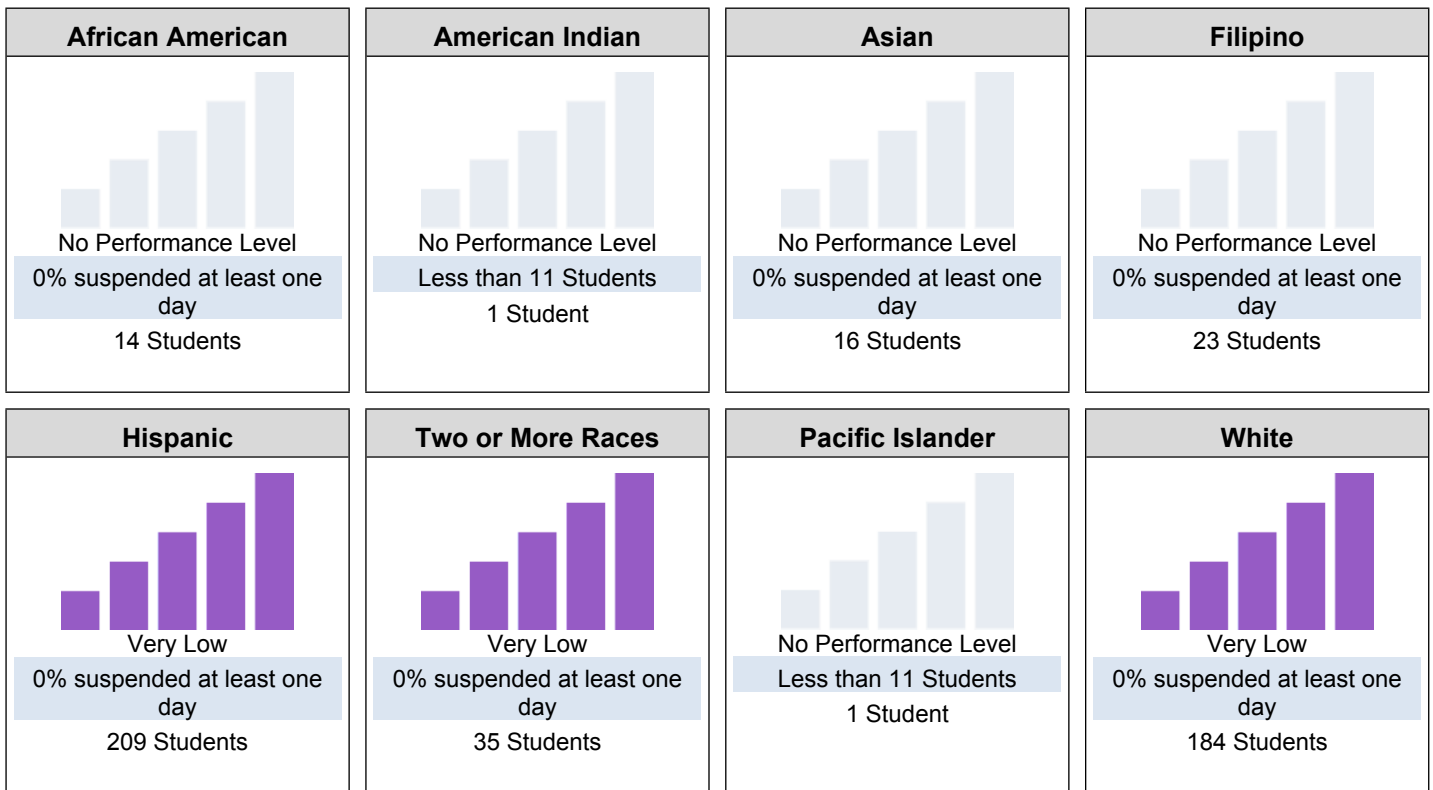 African American
No Performance Level
0% suspended at least one
day
14 Students
American Indian
No Performance Level
Less than 11 Students
1 Student
Asian
No Performance Level
0% suspended at least one
day
16 Students
Filipino
No Performance Level
0% suspended at least one
day
23 Students
Hispanic
Very Low
0% suspended at least one
day
209 Students
Two or More Races
Very Low
0% suspended at least one
day
35 Students
Pacific Islander
No Performance Level
Less than 11 Students
1 Student
White
Very Low
0% suspended at least one
day
184 Students